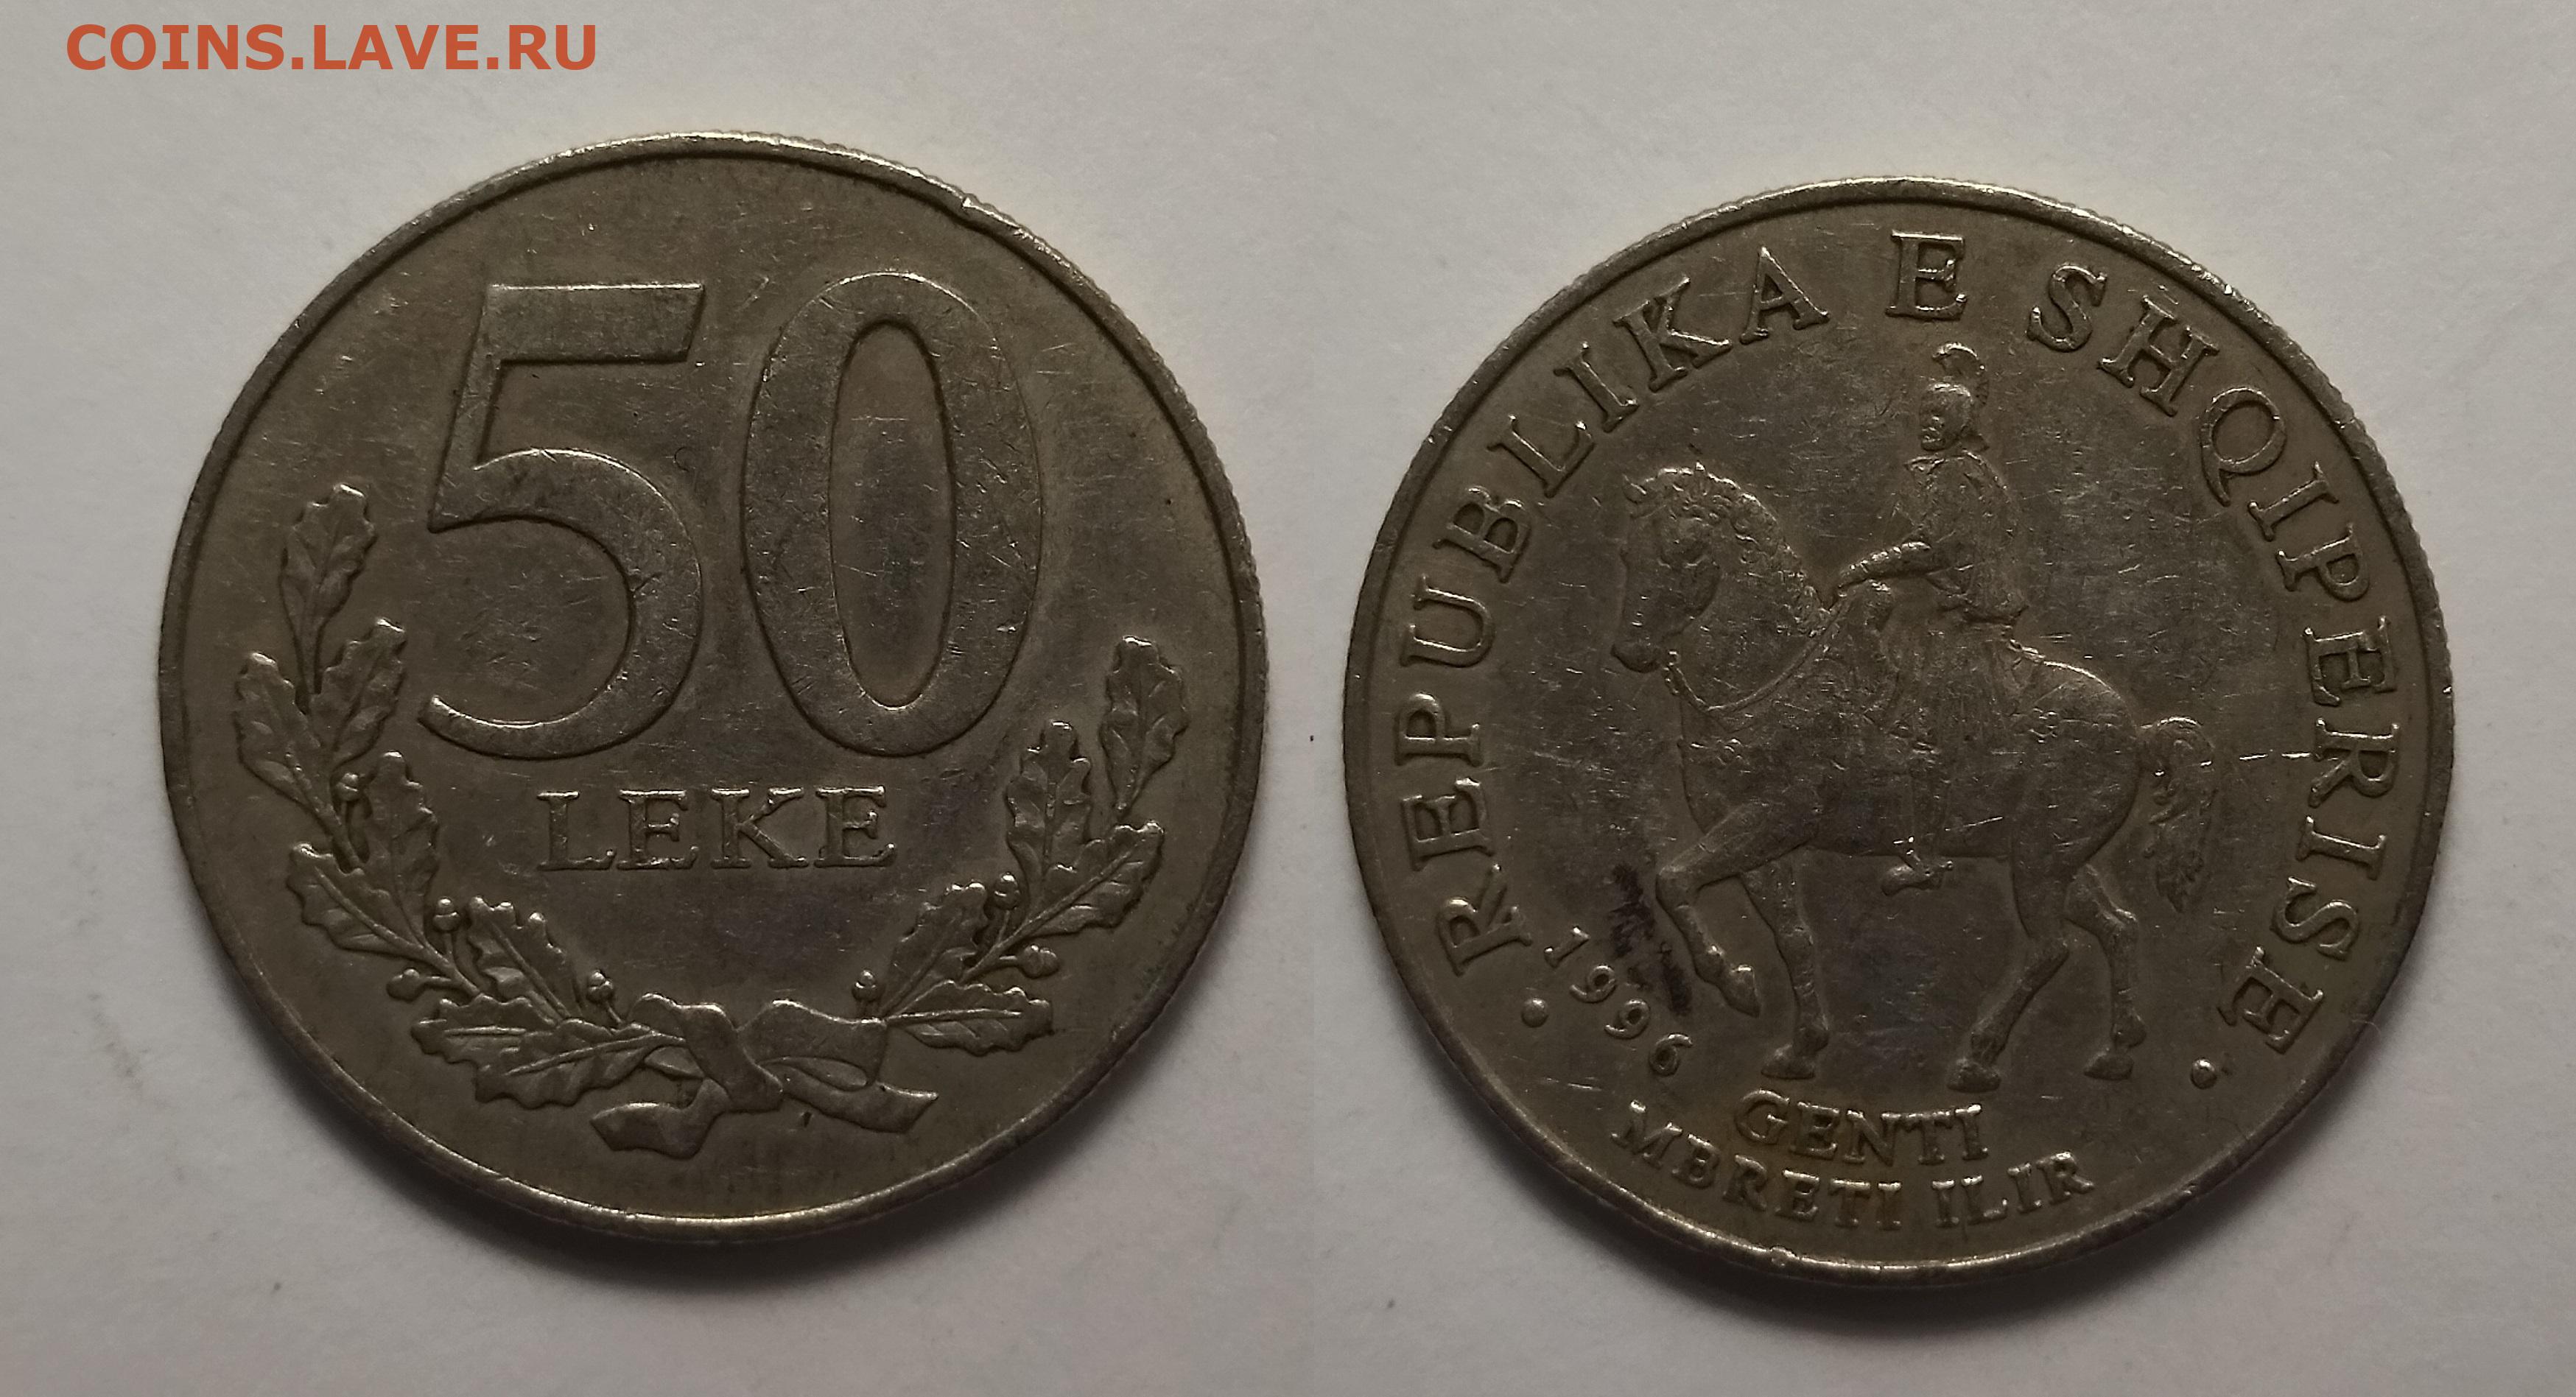 COINS.LAVE.RU
50
LEKE
• REPUBLIKA E SHQIPERISE •
1996
GENTI
MBRETI ILIR